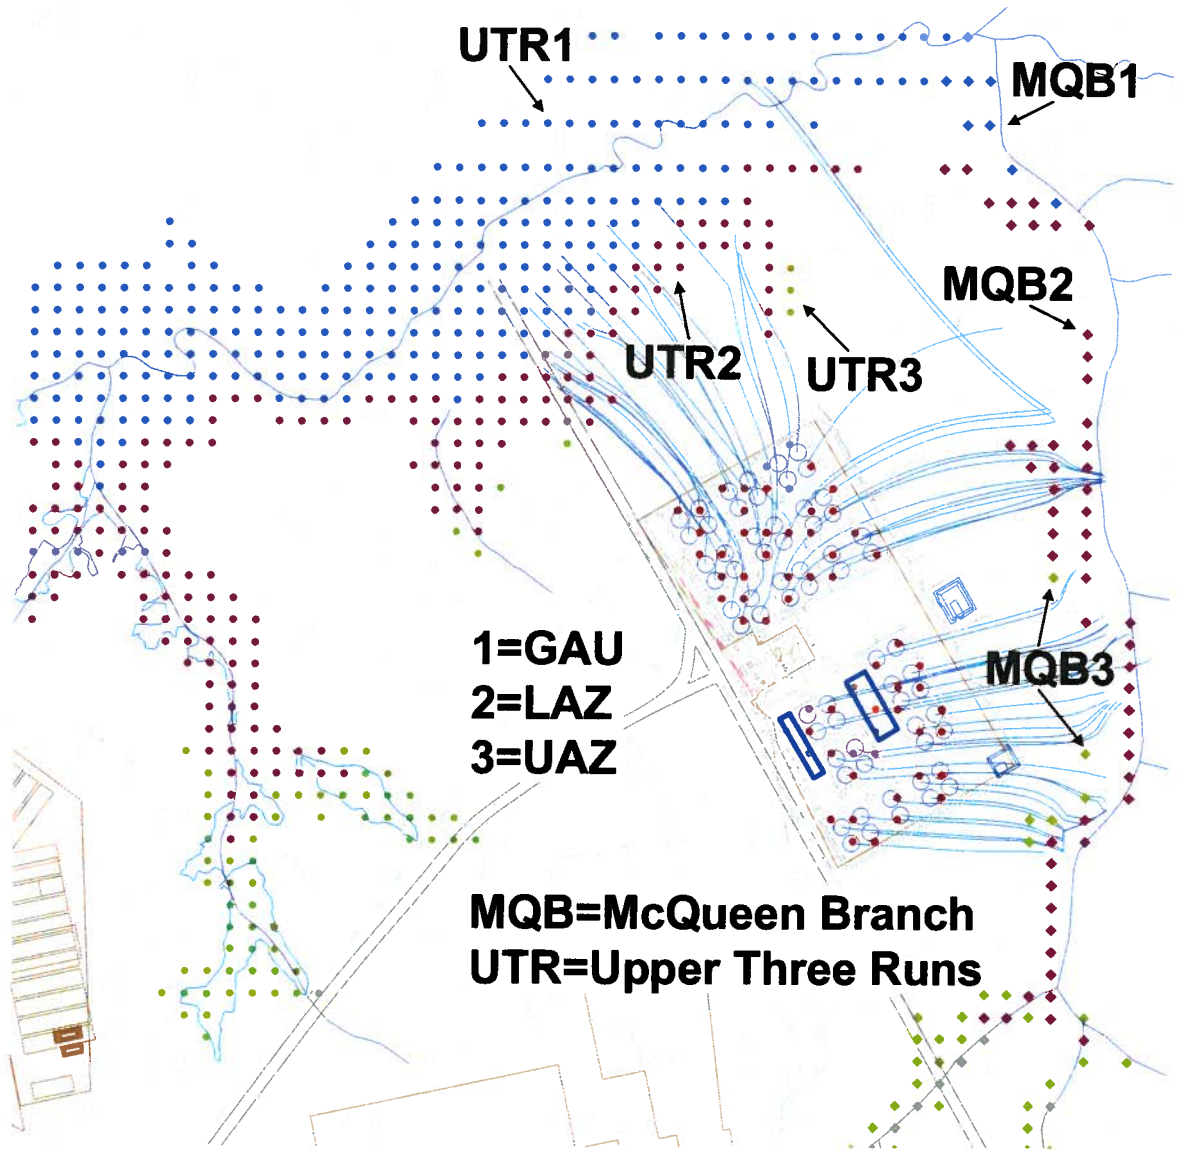 UTR1
MQB1
MQB2
UTR2
UTR3
1=GAU
2=LAZ
3=UAZ
MQB3
MQB=McQueen Branch
UTR=Upper Three Runs